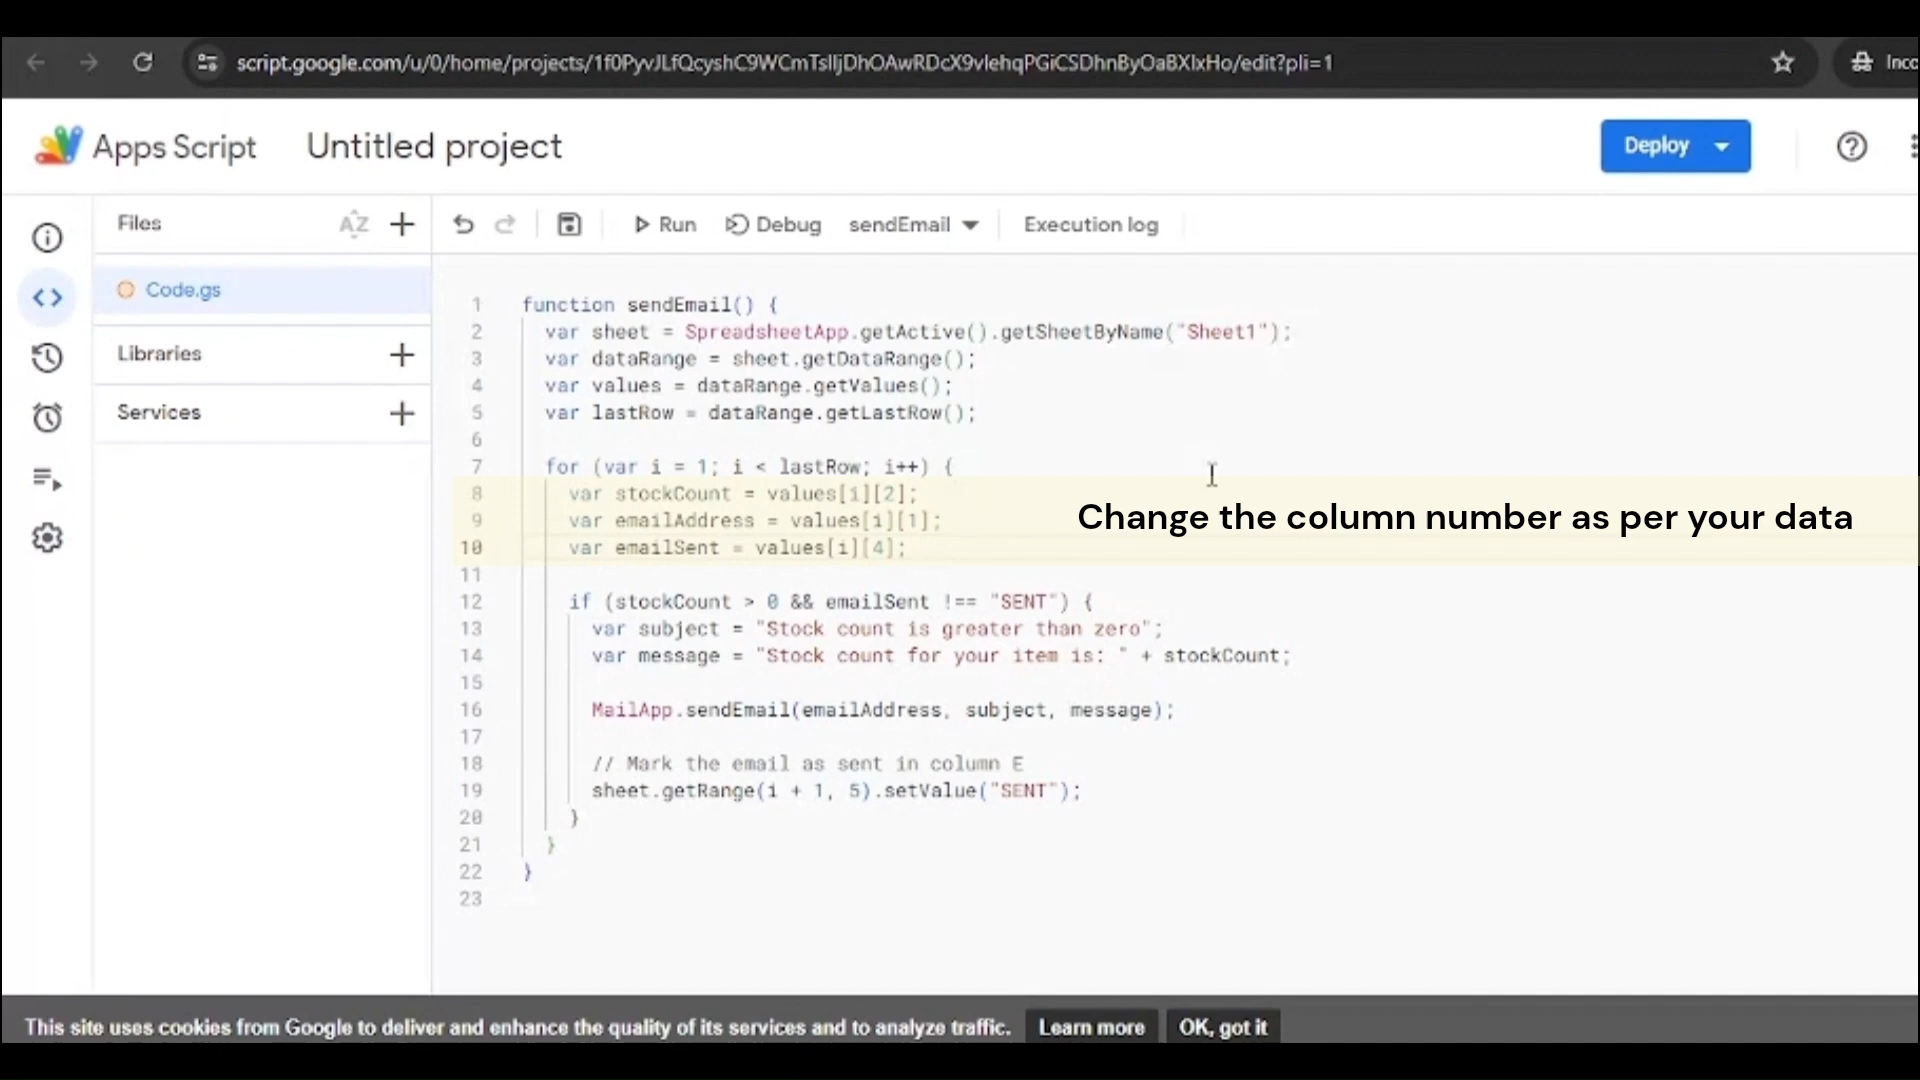 script.google.com/u/0/home/projects/1f0PyvJLfQcyshC9WCmTslljDhOAwRDcX9vlehqPGiCSDhnByOaBXlxHo/edit?pli=1
Inco
Apps Script
Untitled project
Deploy
Files
AZ
Run
Debug
sendEmail
Execution log
Code.gs
Libraries
Services
1 function sendEmail() {
2 var sheet = SpreadsheetApp.getActive().getSheetByName("Sheet1");
3 var dataRange = sheet.getDataRange();
4 var values = dataRange.getValues();
5 var lastRow = dataRange.getLastRow();
6
7 for (var i = 1; i < lastRow; i++) {
8 var stockCount = values[i][2];
9 var emailAddress = values[i][1];
10 var emailSent = values[i][4];
Change the column number as per your data
11
12 if (stockCount > 0 && emailSent !== "SENT") {
13 var subject = "Stock count is greater than zero";
14 var message = "Stock count for your item is: " + stockCount;
15
16 MailApp.sendEmail(emailAddress, subject, message);
17
18 // Mark the email as sent in column E
19 sheet.getRange(i + 1, 5).setValue("SENT");
20 }
21 }
22 }
23
This site uses cookies from Google to deliver and enhance the quality of its services and to analyze traffic.
Learn more
OK, got it